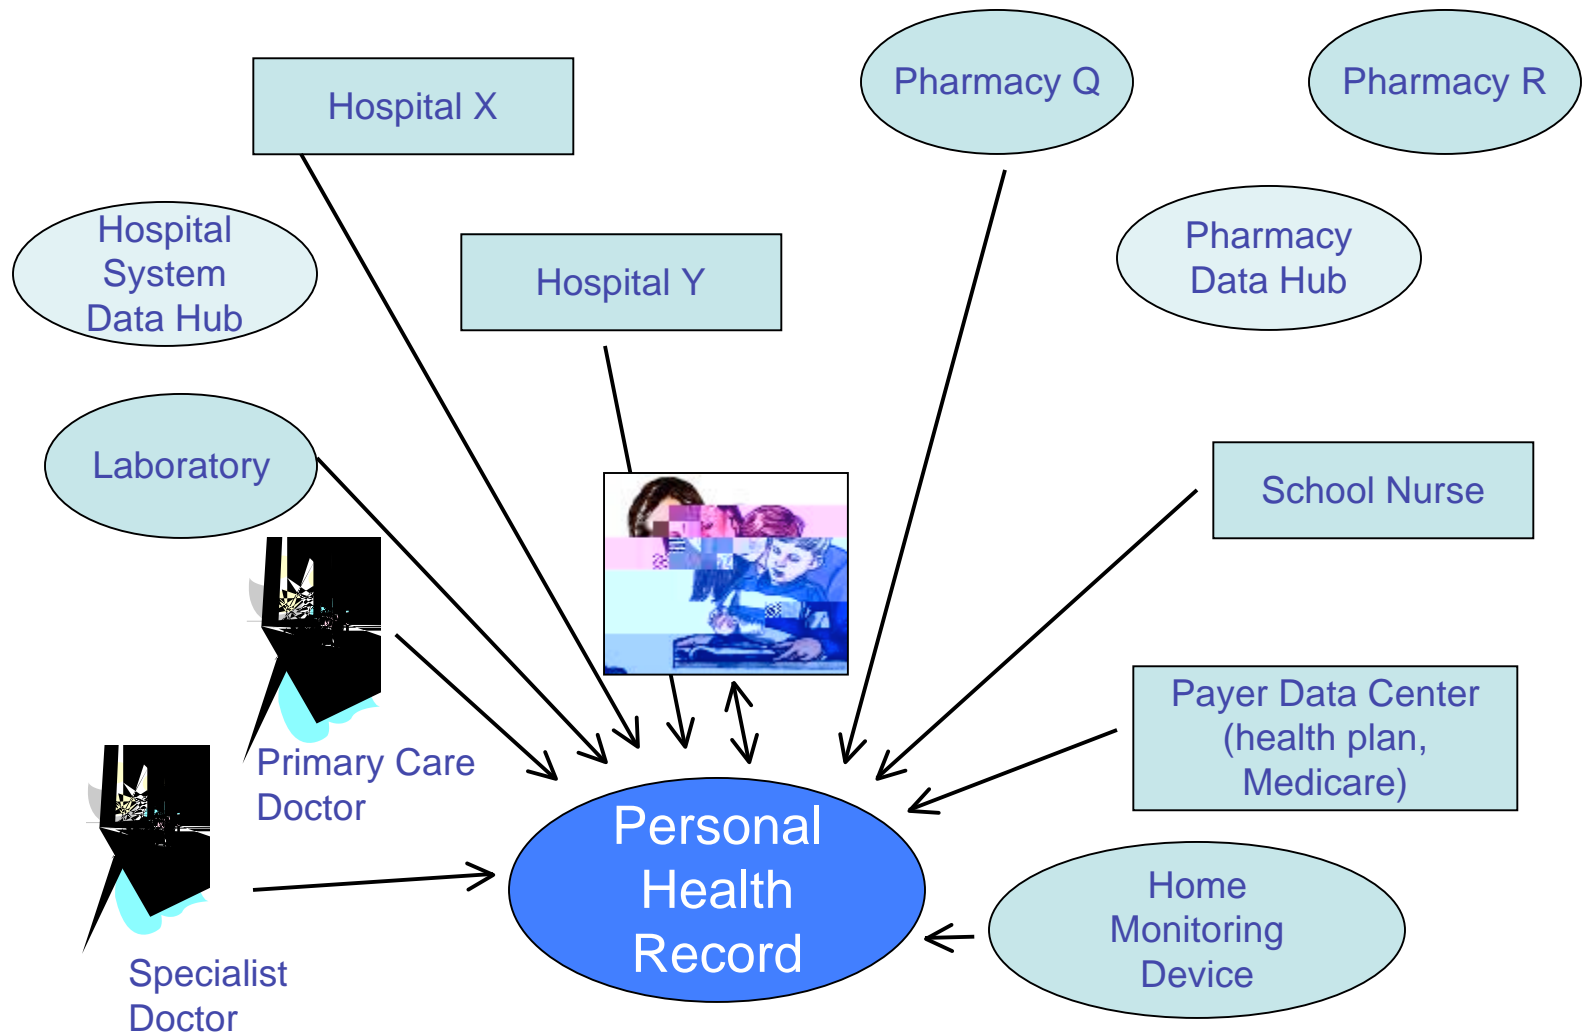 Hospital X
Pharmacy Q
Pharmacy R
Hospital
System
Data Hub
Hospital Y
Pharmacy
Data Hub
Laboratory
School Nurse
Primary Care
Doctor
Payer Data Center
(health plan,
Medicare)
Personal
Health
Record
Home
Monitoring
Device
Specialist
Doctor